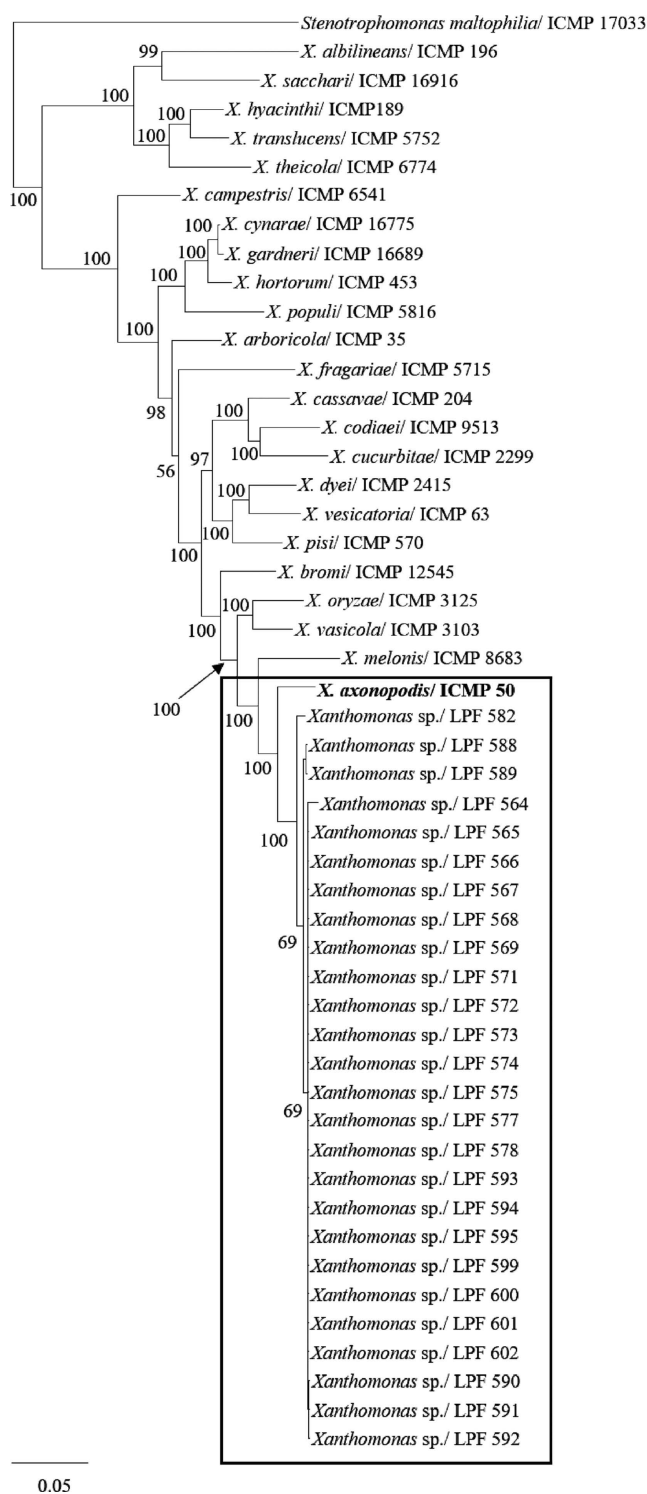 Stenotrophomonas maltophilia/ ICMP 17033
99
X. albilineans/ ICMP 196
X. sacchari/ ICMP 16916
100
100
X. hyacinthi/ ICMP189
X. translucens/ ICMP 5752
100
X. theicola/ ICMP 6774
100
X. campestris/ ICMP 6541
100
X. cynarae/ ICMP 16775
100
X. gardneri/ ICMP 16689
100
100
X. hortorum/ ICMP 453
X. populi/ ICMP 5816
100
X. arboricola/ ICMP 35
X. fragariae/ ICMP 5715
98
X. cassavae/ ICMP 204
100
X. codiaei/ ICMP 9513
100
X. cucurbitae/ ICMP 2299
97
56
X. dyei/ ICMP 2415
100
X. vesicatoria/ ICMP 63
100
X. pisi/ ICMP 570
100
X. bromi/ ICMP 12545
X. oryzae/ ICMP 3125
100
X. vasicola/ ICMP 3103
100
X. melonis/ ICMP 8683
100
100
X. axonopodis/ ICMP 50
Xanthomonas sp./ LPF 582
Xanthomonas sp./ LPF 588
100
Xanthomonas sp./ LPF 589
Xanthomonas sp./ LPF 564
Xanthomonas sp./ LPF 565
100
Xanthomonas sp./ LPF 566
Xanthomonas sp./ LPF 567
Xanthomonas sp./ LPF 568
69
Xanthomonas sp./ LPF 569
Xanthomonas sp./ LPF 571
Xanthomonas sp./ LPF 572
Xanthomonas sp./ LPF 573
Xanthomonas sp./ LPF 574
Xanthomonas sp./ LPF 575
69
Xanthomonas sp./ LPF 577
Xanthomonas sp./ LPF 578
Xanthomonas sp./ LPF 593
Xanthomonas sp./ LPF 594
Xanthomonas sp./ LPF 595
Xanthomonas sp./ LPF 599
Xanthomonas sp./ LPF 600
Xanthomonas sp./ LPF 601
Xanthomonas sp./ LPF 602
Xanthomonas sp./ LPF 590
Xanthomonas sp./ LPF 591
Xanthomonas sp./ LPF 592
0.05